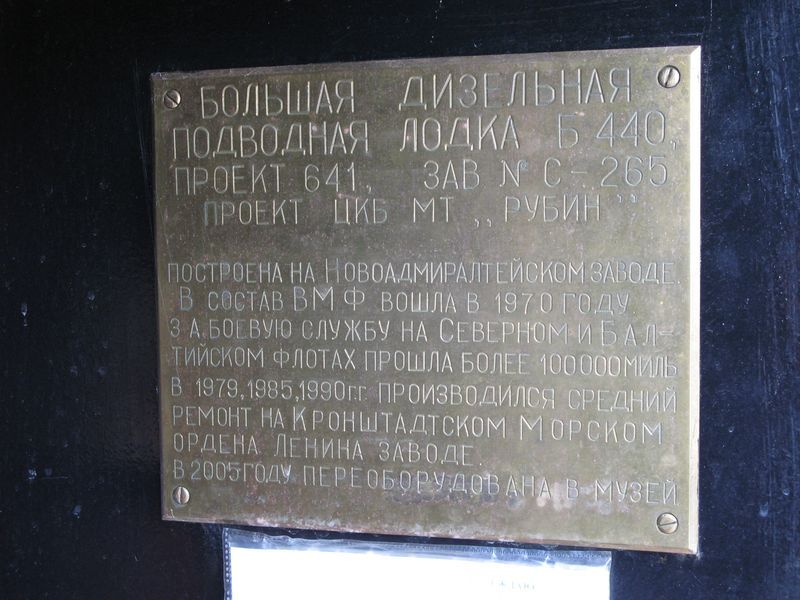 БОЛЬШАЯ ДИЗЕЛЬНАЯ
ПОДВОДНАЯ ЛОДКА Б 440,
ПРОЕКТ 641, ЗАВ № С-265
ПРОЕКТ ЦКБ МТ „РУБИН”
ПОСТРОЕНА НА НОВОАДМИРАЛТЕЙСКОМ ЗАВОДЕ.
В СОСТАВ ВМФ ВОШЛА В 1970 ГОДУ
ЗА БОЕВУЮ СЛУЖБУ НА СЕВЕРНОМ И БАЛ-
ТИЙСКОМ ФЛОТАХ ПРОШЛА БОЛЕЕ 100000 МИЛЬ
В 1979, 1985, 1990гг. ПРОИЗВОДИЛСЯ СРЕДНИЙ
РЕМОНТ НА КРОНШТАДТСКОМ МОРСКОМ
ОРДЕНА ЛЕНИНА ЗАВОДЕ.
В 2005 ГОДУ ПЕРЕОБОРУДОВАНА В МУЗЕЙ